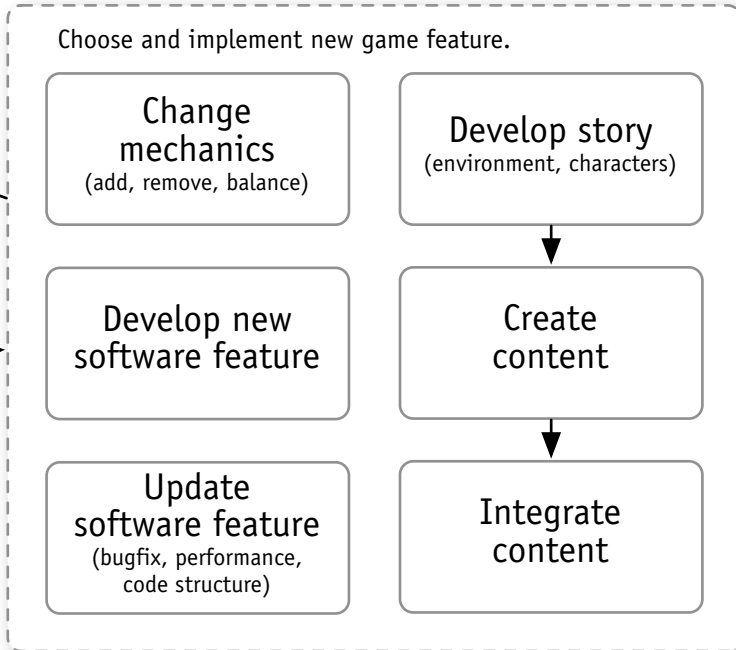 Choose and implement new game feature.
Change
mechanics
(add, remove, balance)
Develop story
(environment, characters)
Develop new
software feature
Create
content
Update
software feature
(bugfix, performance,
code structure)
Integrate
content